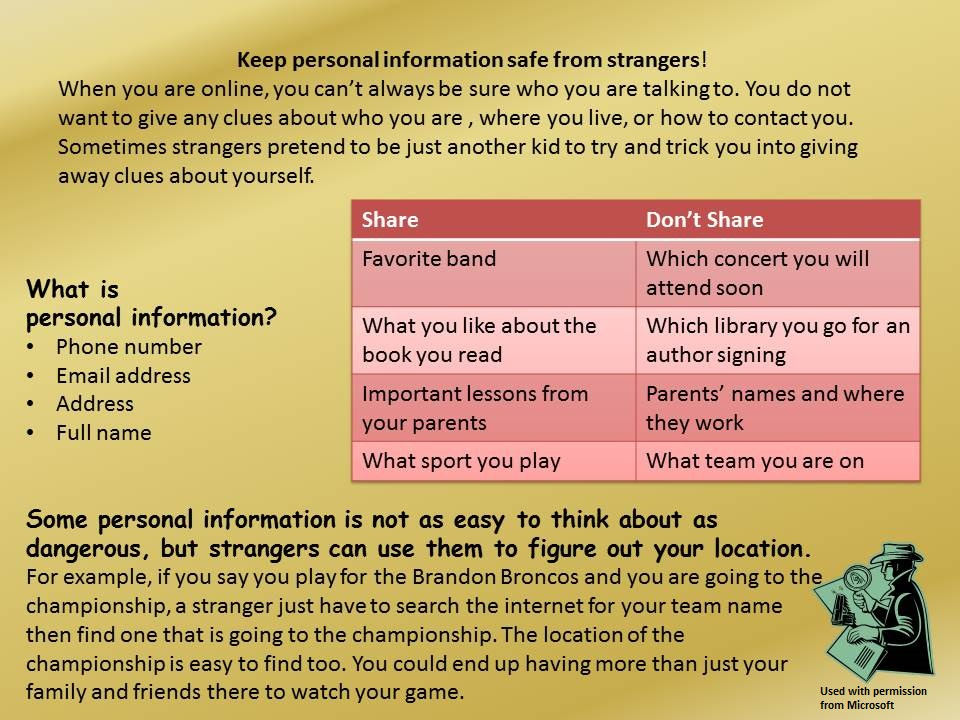 Keep personal information safe from strangers!
When you are online, you can't always be sure who you are talking to. You do not
want to give any clues about who you are , where you live, or how to contact you.
Sometimes strangers pretend to be just another kid to try and trick you into giving
away clues about yourself.
What is
personal information?
• Phone number
• Email address
• Address
• Full name
Share Don't Share
Favorite band Which concert you will
attend soon
What you like about the Which library you go for an
book you read author signing
Important lessons from Parents' names and where
your parents they work
What sport you play What team you are on
Some personal information is not as easy to think about as
dangerous, but strangers can use them to figure out your location.
For example, if you say you play for the Brandon Broncos and you are going to the
championship, a stranger just have to search the internet for your team name
then find one that is going to the championship. The location of the
championship is easy to find too. You could end up having more than just your
family and friends there to watch your game.
Used with permission
from Microsoft